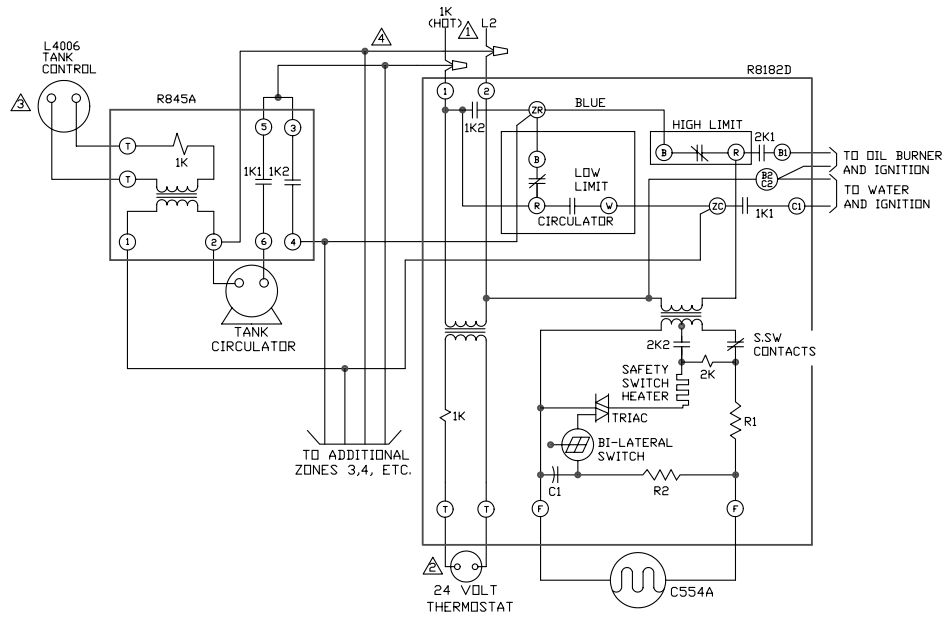 1K
(HOT)
1
L2
4
L4006
TANK
CONTROL
3
R845A
R8182D
1
2
5
3
T
1K
1K1
1K2
T
1
2
6
4
TANK
CIRCULATOR
1K2
ZR
BLUE
HIGH LIMIT
B
R
2K1
B1
TO OIL BURNER
AND IGNITION
B
LOW
LIMIT
R
W
CIRCULATOR
B2
C2
TO WATER
AND IGNITION
ZC
1K1
C1
2K2
S.SW
CONTACTS
SAFETY
SWITCH
HEATER
2K
TRIAC
R1
1K
BI-LATERAL
SWITCH
C1
R2
TO ADDITIONAL
ZONES 3,4, ETC.
T
T
F
F
2
24 VOLT
THERMOSTAT
C554A